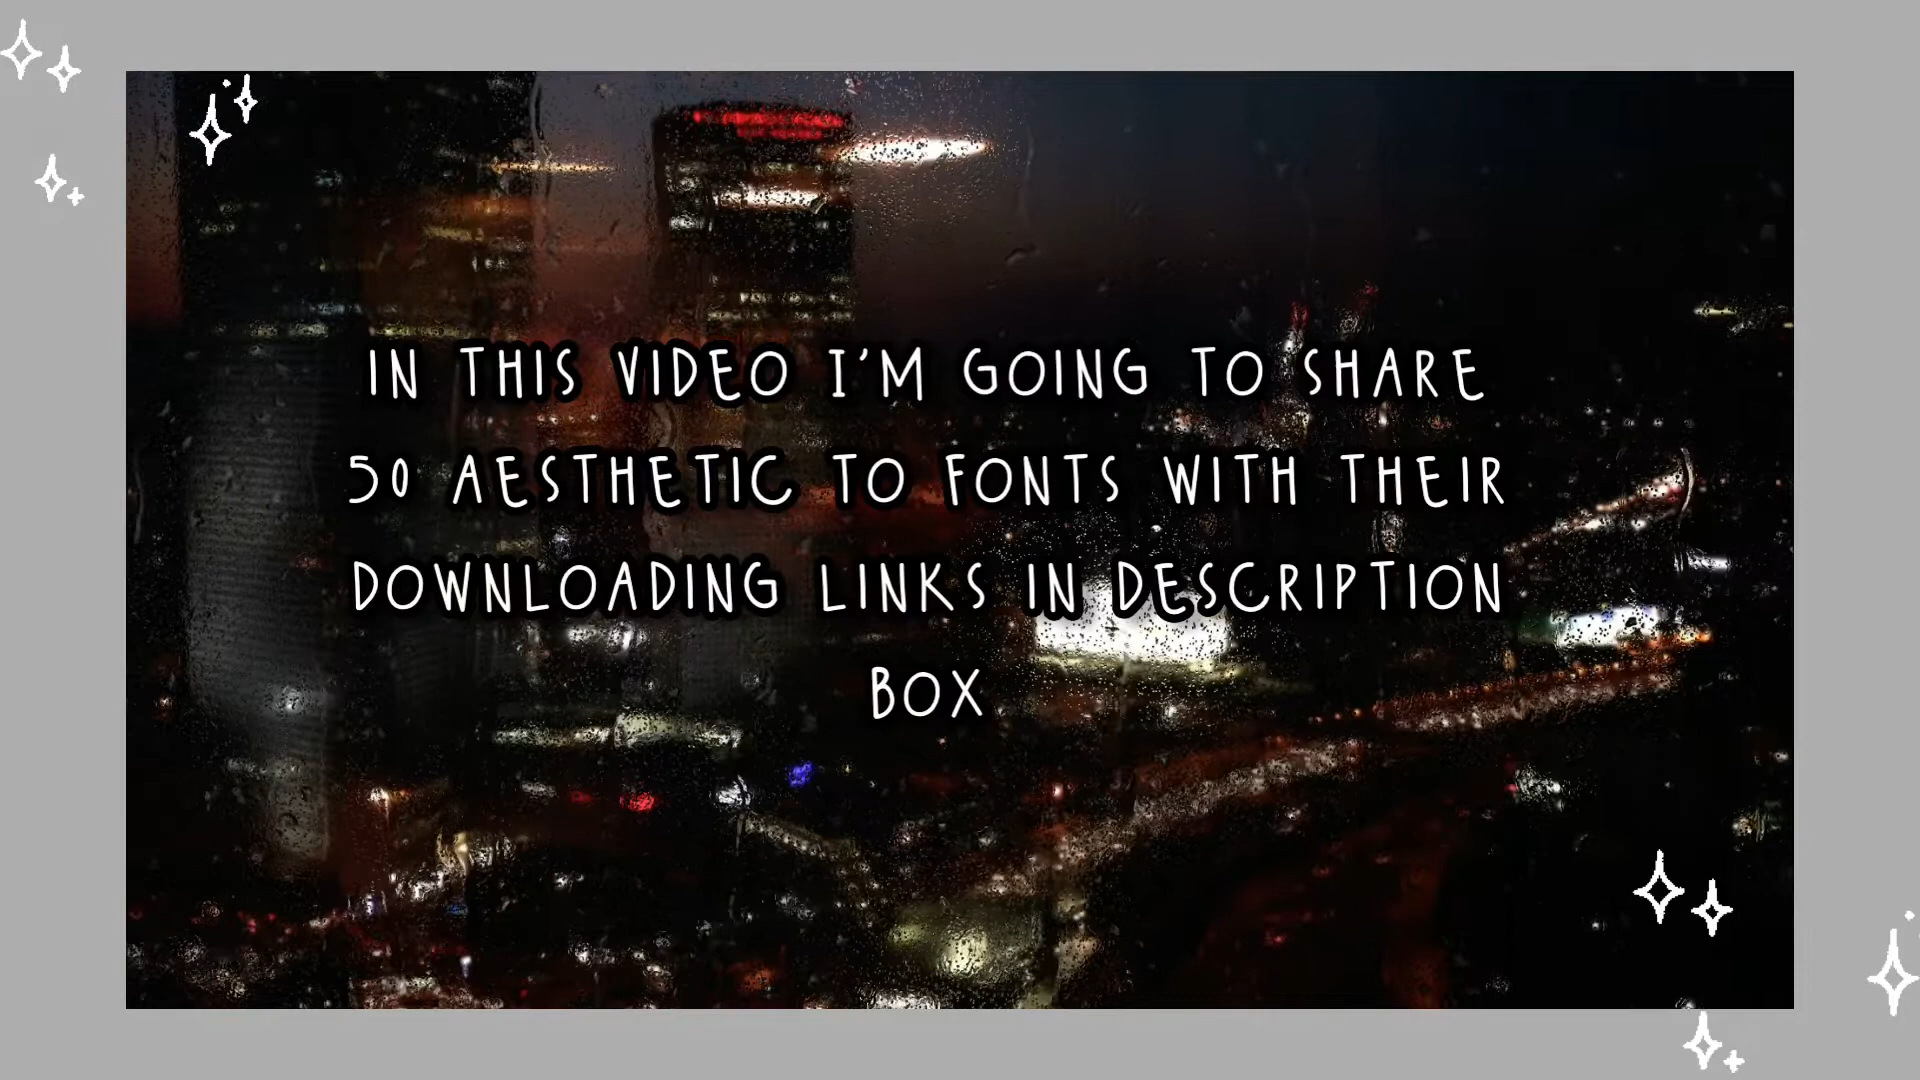 IN THIS VIDEO I'M GOING TO SHARE
50 AESTHETIC TO FONTS WITH THEIR
DOWNLOADING LINKS IN DESCRIPTION
BOX